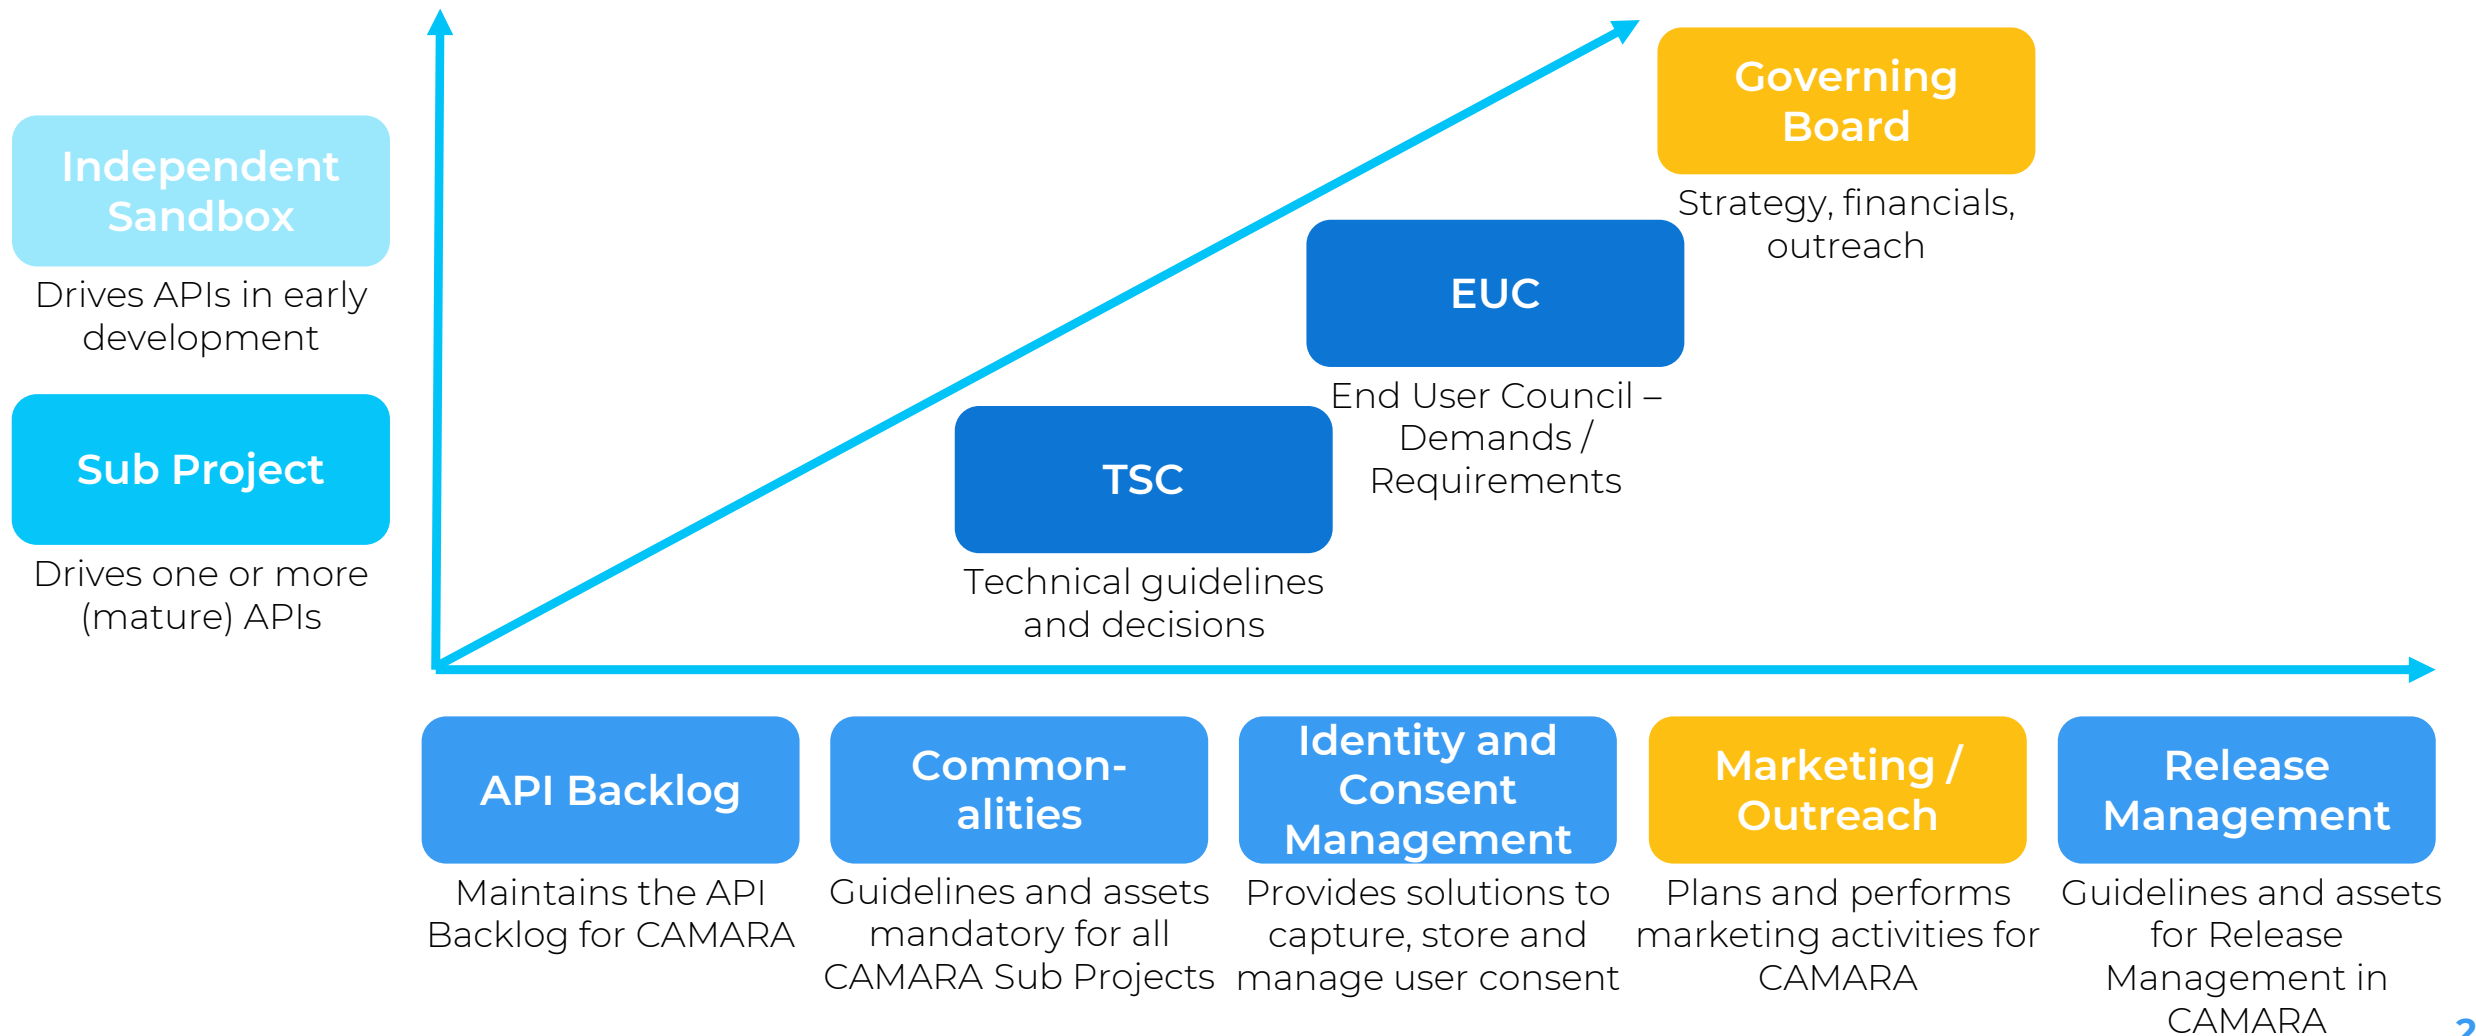 Governing
Board
Strategy, financials,
outreach
Independent
Sandbox
Drives APIs in early
development
EUC
End User Council –
Demands /
Requirements
Sub Project
Drives one or more
(mature) APIs
TSC
Technical guidelines
and decisions
API Backlog
Maintains the API
Backlog for CAMARA
Common-
alities
Guidelines and assets
mandatory for all
CAMARA Sub Projects
Identity and
Consent
Management
Provides solutions to
capture, store and
manage user consent
Marketing /
Outreach
Plans and performs
marketing activities for
CAMARA
Release
Management
Guidelines and assets
for Release
Management in
CAMARA
2